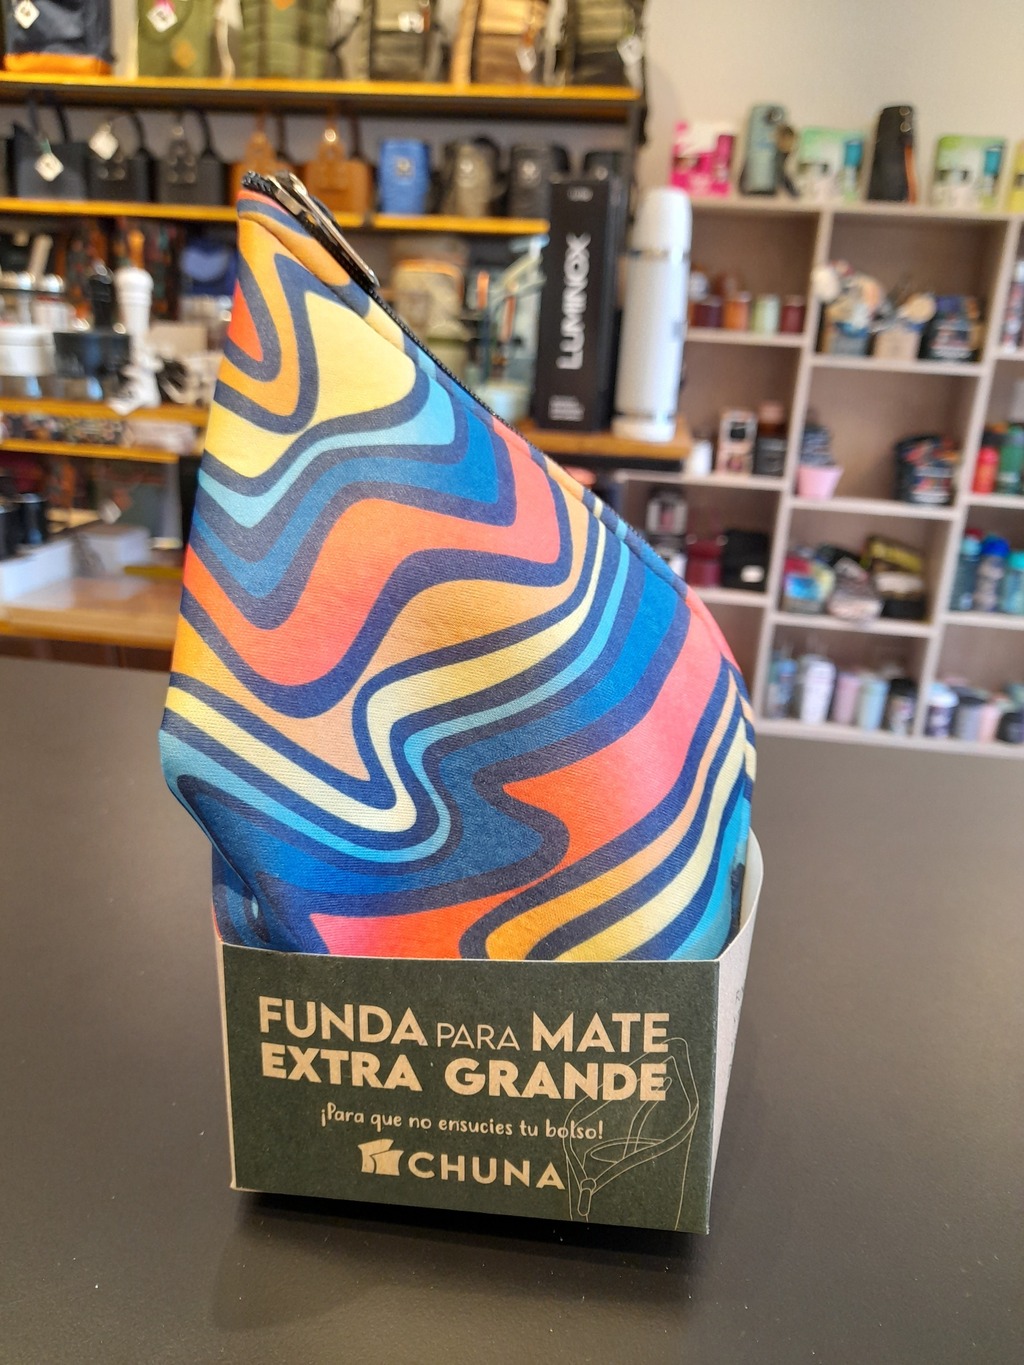 LUMINOX
FUNDA PARA MATE
EXTRA GRANDE
¡Para que no ensucies tu bolso!
CHUNA